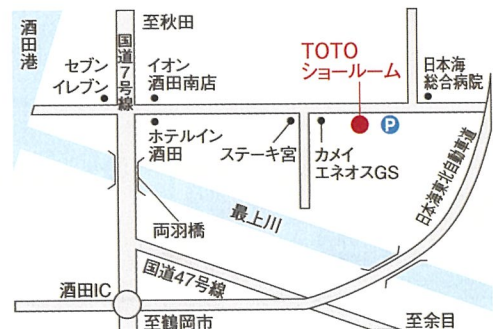 酒田港
至秋田
国道7号線
セブン
イレブン
イオン
酒田南店
TOTO
ショールーム
日本海
総合病院
P
ホテルイン
酒田
ステーキ宮
カメイ
エネオスGS
日本海東北自動車道
両羽橋
最上川
国道47号線
酒田IC
至鶴岡市
至余目